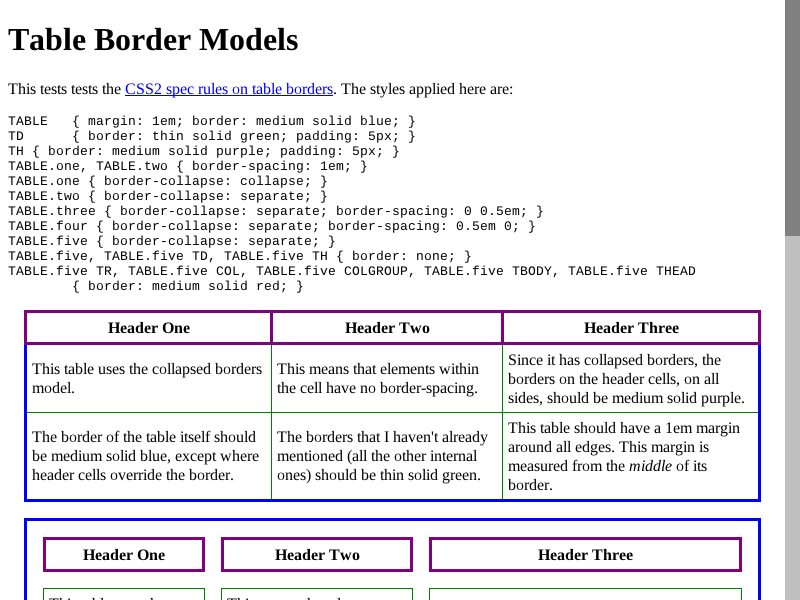 Table Border Models
This tests tests the CSS2 spec rules on table borders. The styles applied here are:
TABLE   { margin: 1em; border: medium solid blue; }
TD      { border: thin solid green; padding: 5px; }
TH { border: medium solid purple; padding: 5px; }
TABLE.one, TABLE.two { border-spacing: 1em; }
TABLE.one { border-collapse: collapse; }
TABLE.two { border-collapse: separate; }
TABLE.three { border-collapse: separate; border-spacing: 0 0.5em; }
TABLE.four { border-collapse: separate; border-spacing: 0.5em 0; }
TABLE.five { border-collapse: separate; }
TABLE.five, TABLE.five TD, TABLE.five TH { border: none; }
TABLE.five TR, TABLE.five COL, TABLE.five COLGROUP, TABLE.five TBODY, TABLE.five THEAD
        { border: medium solid red; }
Header One
Header Two
Header Three
This table uses the collapsed borders
model.
This means that elements within
the cell have no border-spacing.
Since it has collapsed borders, the
borders on the header cells, on all
sides, should be medium solid purple.
The border of the table itself should
be medium solid blue, except where
header cells override the border.
The borders that I haven't already
mentioned (all the other internal
ones) should be thin solid green.
This table should have a 1em margin
around all edges. This margin is
measured from the middle of its
border.
Header One
Header Two
Header Three